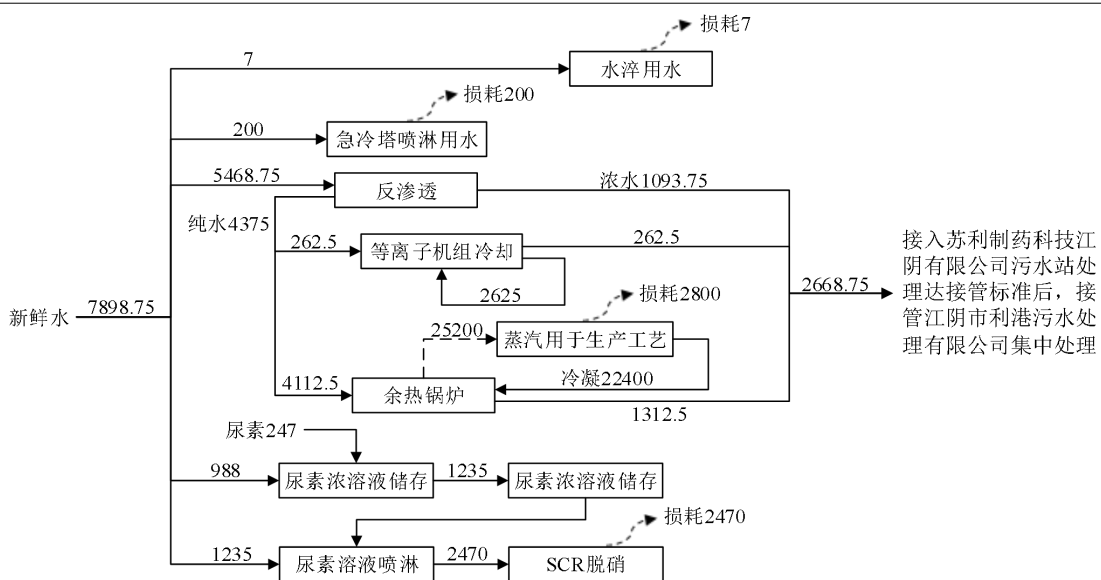 损耗7
7
水淬用水
损耗200
200
急冷塔喷淋用水
5468.75
反渗透
浓水1093.75
纯水4375
262.5
等离子机组冷却
262.5
2625
接入苏利制药科技江
阴有限公司污水站处
理达接管标准后，接
管江阴市利港污水处
理有限公司集中处理
2668.75
新鲜水
7898.75
损耗2800
25200
蒸汽用于生产工艺
冷凝22400
4112.5
余热锅炉
1312.5
尿素247
988
尿素浓溶液储存
1235
尿素浓溶液储存
损耗2470
1235
尿素溶液喷淋
2470
SCR脱硝